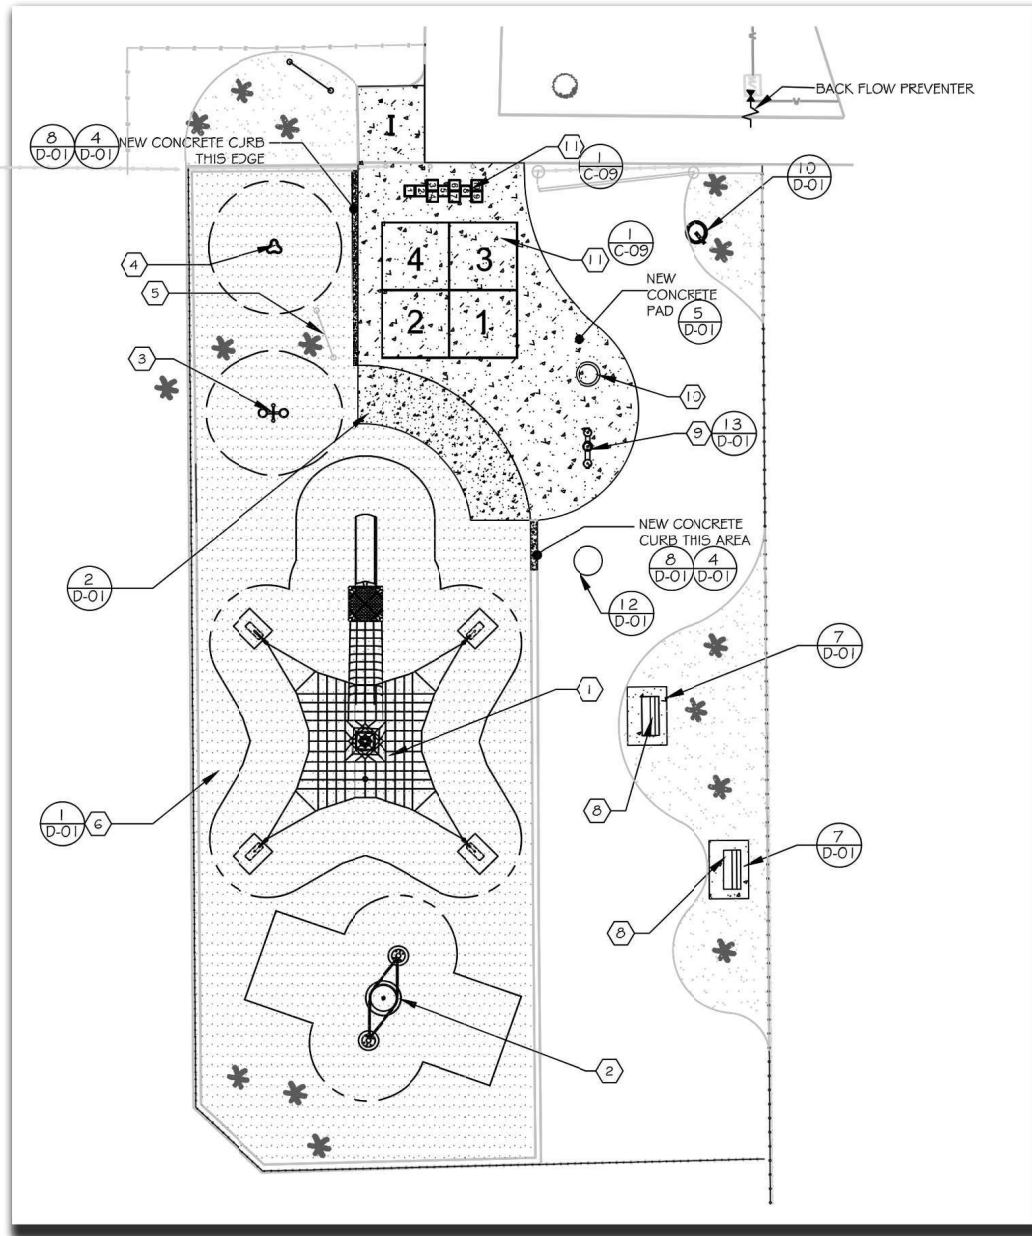 BACK FLOW PREVENTER
8
D-01
4
D-01
NEW CONCRETE CJRB
THIS EDGE
I
11
1
C-09
10
D-01
4
4
3
11
1
C-09
5
NEW
CONCRETE
PAD
5
D-01
2
1
3
10
9
13
D-01
NEW CONCRETE
CURB THIS AREA
8
D-01
4
D-01
2
D-01
12
D-01
7
D-01
1
8
1
D-01
6
7
D-01
8
2